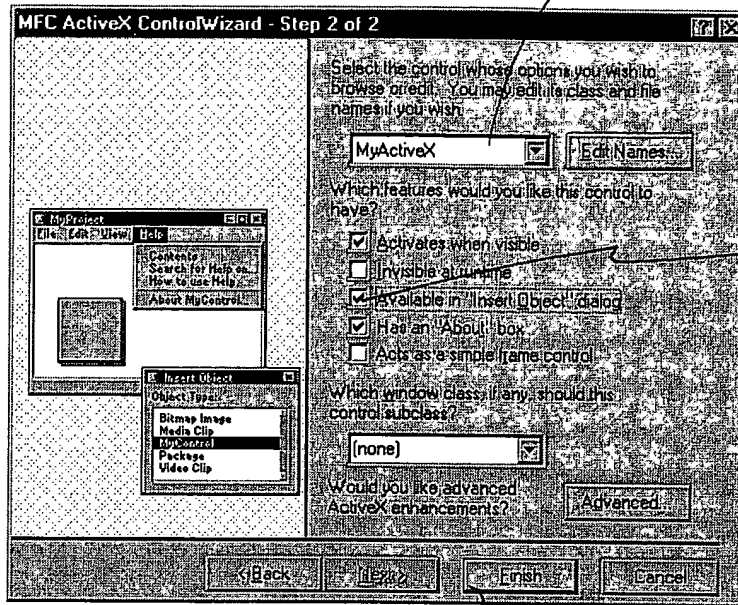 MFC ActiveX ControlWizard - Step 2 of 2
Select the control whose options you wish to
browse or edit. You may edit its class and file
names if you wish.
MyActiveX
Edit Names...
Which features would you like this control to
have?
Activates when visible
Invisible at runtime
Available in "Insert Object" dialog
Has an "About" box
Acts as a simple frame control
Which window class, if any, should this
control subclass?
(none)
Would you like advanced
ActiveX enhancements?
Advanced...
MyProject
File Edit View Help
Contents
Search for Help on...
How to use Help
About MyControl
Insert Object
Object Type:
Bitmap Image
Media Clip
MyControl
Package
Video Clip
< Back
Next >
Finish
Cancel